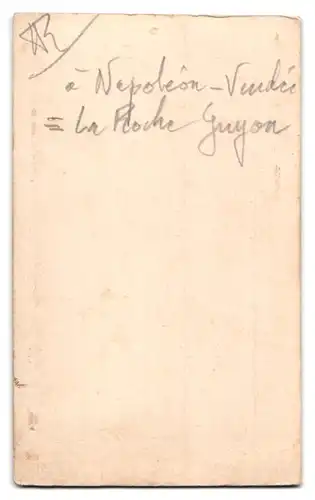 à Napoléon-Vendée
= La Roche Guyon